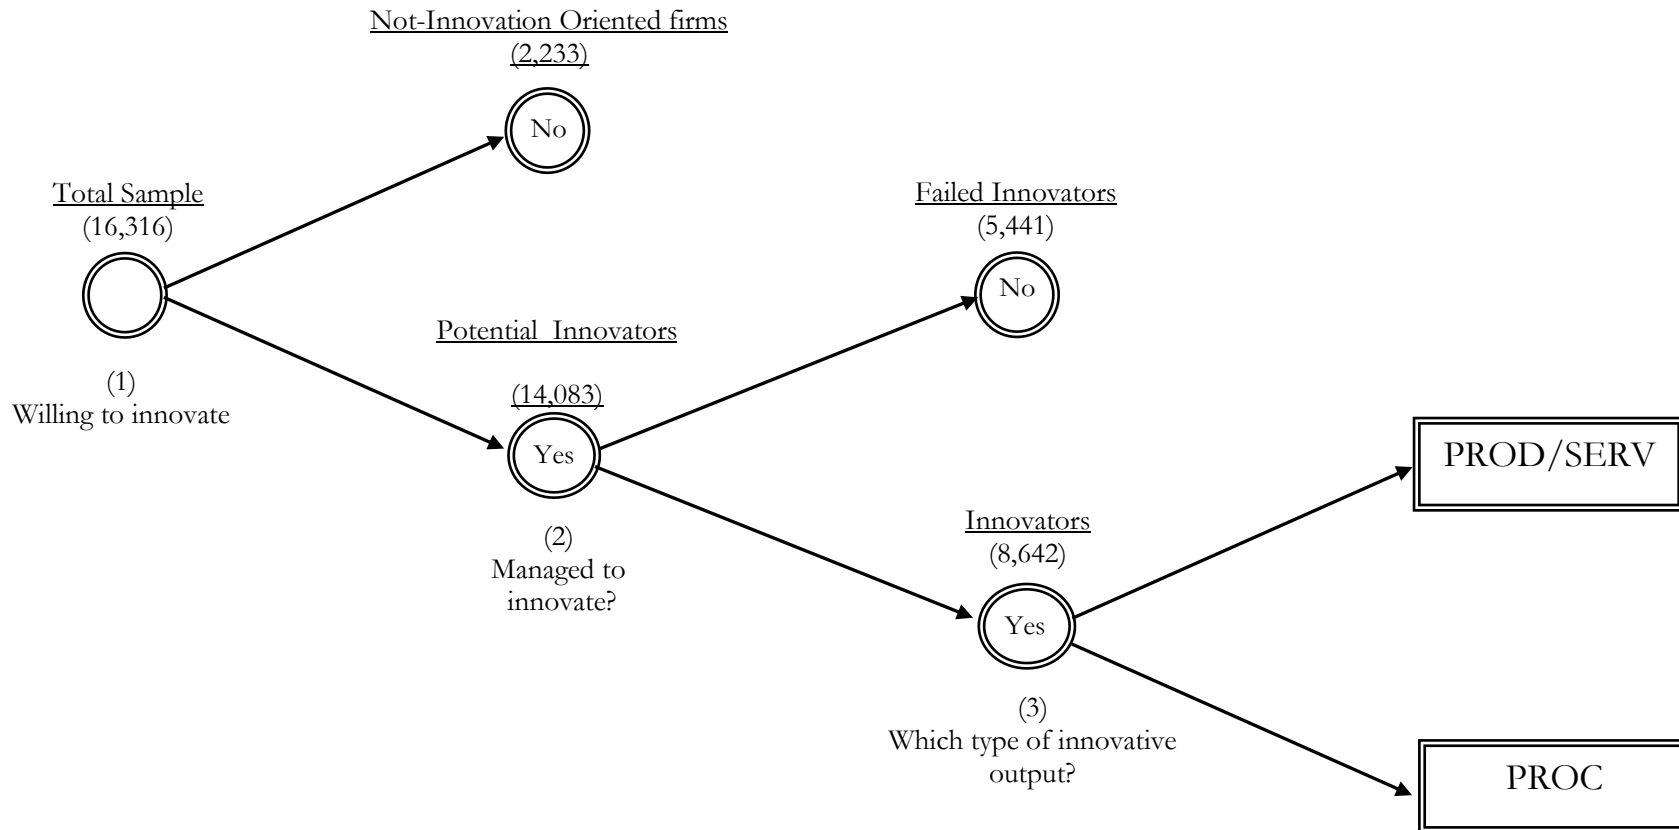 Not-Innovation Oriented firms
(2,233)
No
Total Sample
(16,316)
(1)
Willing to innovate
Failed Innovators
(5,441)
No
Potential Innovators
(14,083)
Yes
(2)
Managed to
innovate?
Innovators
(8,642)
Yes
(3)
Which type of innovative
output?
PROD/SERV
PROC